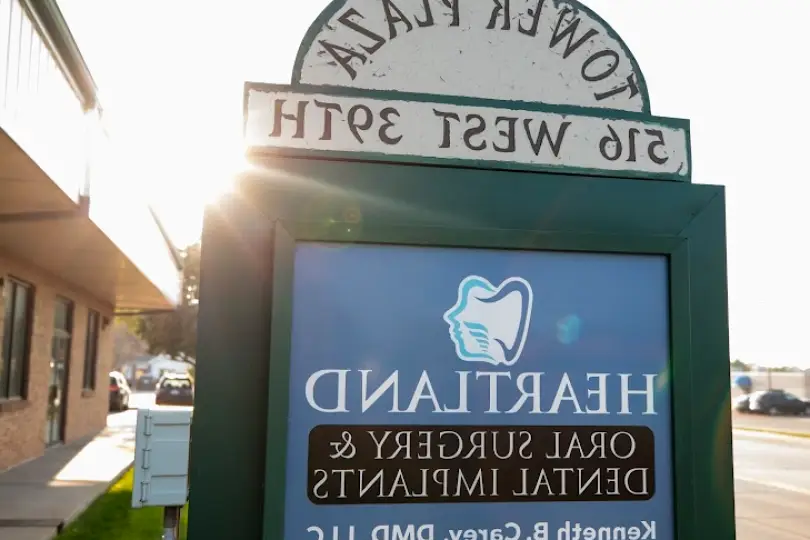 TOWER PLAZA
516 WEST 39TH
HEARTLAND
ORAL SURGERY &
DENTAL IMPLANTS
Kenneth B. Carey, DMD, LLC